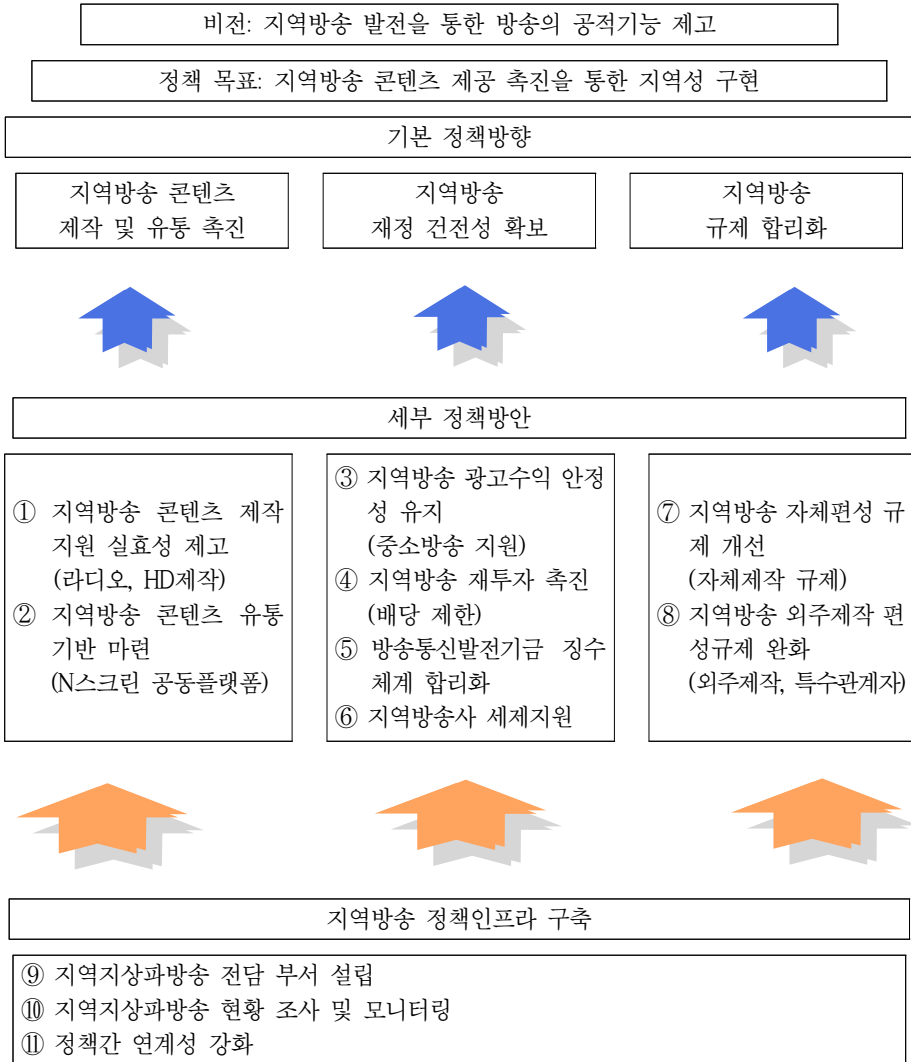 비전: 지역방송 발전을 통한 방송의 공적기능 제고
정책 목표: 지역방송 콘텐츠 제공 촉진을 통한 지역성 구현
기본 정책방향
지역방송 콘텐츠
제작 및 유통 촉진
지역방송
재정 건전성 확보
지역방송
규제 합리화
세부 정책방안
① 지역방송 콘텐츠 제작
지원 실효성 제고
(라디오, HD제작)
② 지역방송 콘텐츠 유통
기반 마련
(N스크린 공동플랫폼)
③ 지역방송 광고수익 안정
성 유지
(중소방송 지원)
④ 지역방송 재투자 촉진
(배당 제한)
⑤ 방송통신발전기금 징수
체계 합리화
⑥ 지역방송사 세제지원
⑦ 지역방송 자체편성 규
제 개선
(자체제작 규제)
⑧ 지역방송 외주제작 편
성규제 완화
(외주제작, 특수관계자)
지역방송 정책인프라 구축
⑨ 지역지상파방송 전담 부서 설립
⑩ 지역지상파방송 현황 조사 및 모니터링
⑪ 정책간 연계성 강화